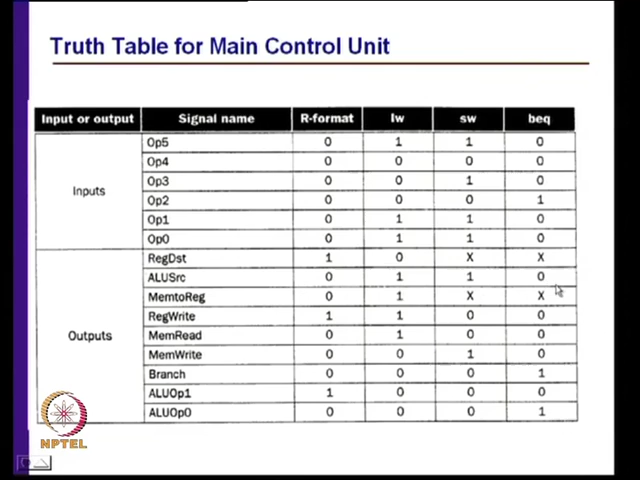 Truth Table for Main Control Unit
Input or output Signal name R-format lw sw beq
Inputs Op5 0 1 1 0
Op4 0 0 0 0
Op3 0 0 1 0
Op2 0 0 0 1
Op1 0 1 1 0
Op0 0 1 1 0
Outputs RegDst 1 0 X X
ALUSrc 0 1 1 0
MemtoReg 0 1 X X
RegWrite 1 1 0 0
MemRead 0 1 0 0
MemWrite 0 0 1 0
Branch 0 0 0 1
ALUOp1 1 0 0 0
ALUOp0 0 0 0 1
NPTEL